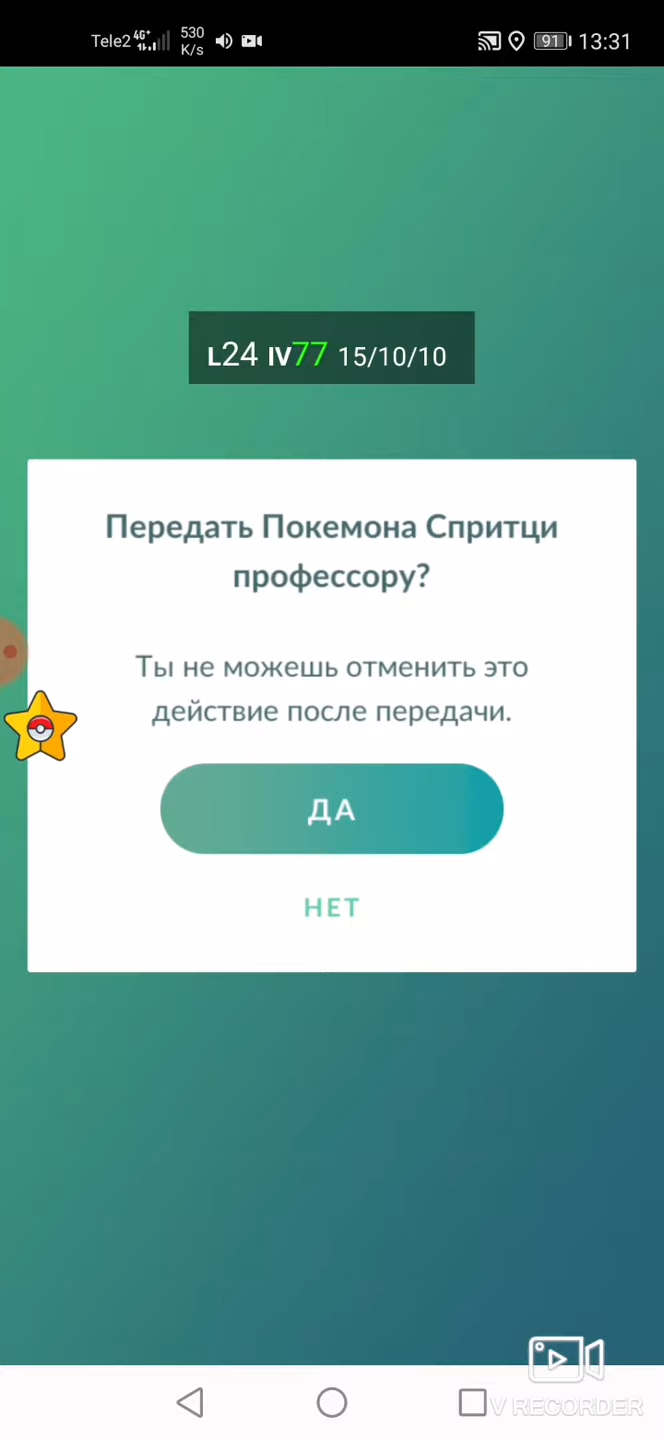 Tele2 4G+ 530 K/s 91 13:31
L24 IV77 15/10/10
Передать Покемона Спритци
профессору?
Ты не можешь отменить это
действие после передачи.
ДА
НЕТ
V RECORDER